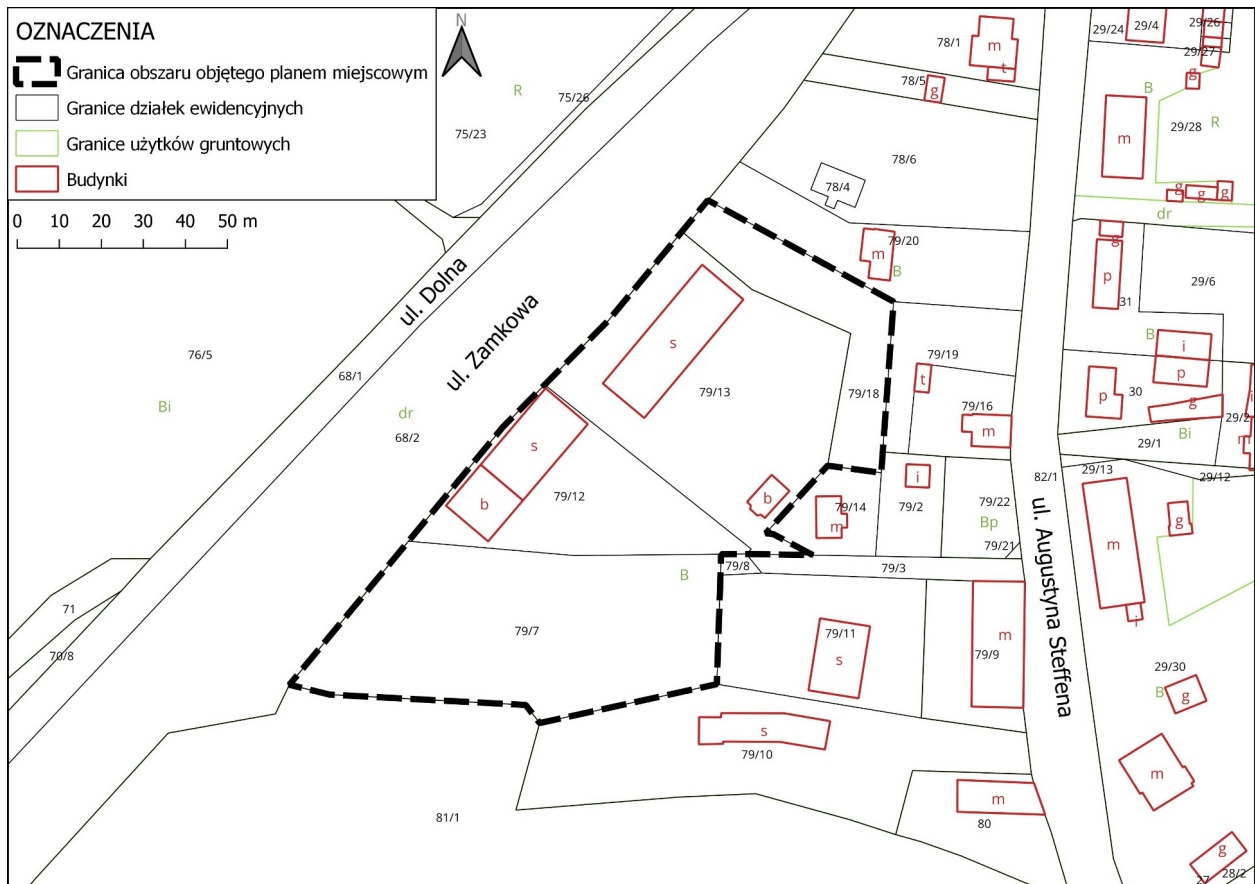 OZNACZENIA
Granica obszaru objętego planem miejscowym
Granice działek ewidencyjnych
Granice użytków gruntowych
Budynki
0 10 20 30 40 50 m
N
R
75/26
75/23
78/1
m
t
78/5
g
29/24
29/4
29/26
29/27
g
B
m
29/28
R
78/6
78/4
g
g
g
dr
79/20
m
B
g
p
31
29/6
ul. Dolna
ul. Zamkowa
76/5
68/1
Bi
dr
68/2
s
79/13
79/18
79/19
t
79/16
m
B
i
p
p
30
g
29/2
i
m
29/1
Bi
s
b
79/12
b
79/14
m
i
79/2
79/22
Bp
79/21
82/1
29/13
29/12
g
m
i
ul. Augustyna Steffena
79/8
79/3
B
71
70/8
79/7
79/11
s
m
79/9
29/30
B
g
s
79/10
m
81/1
m
80
g
27
28/2